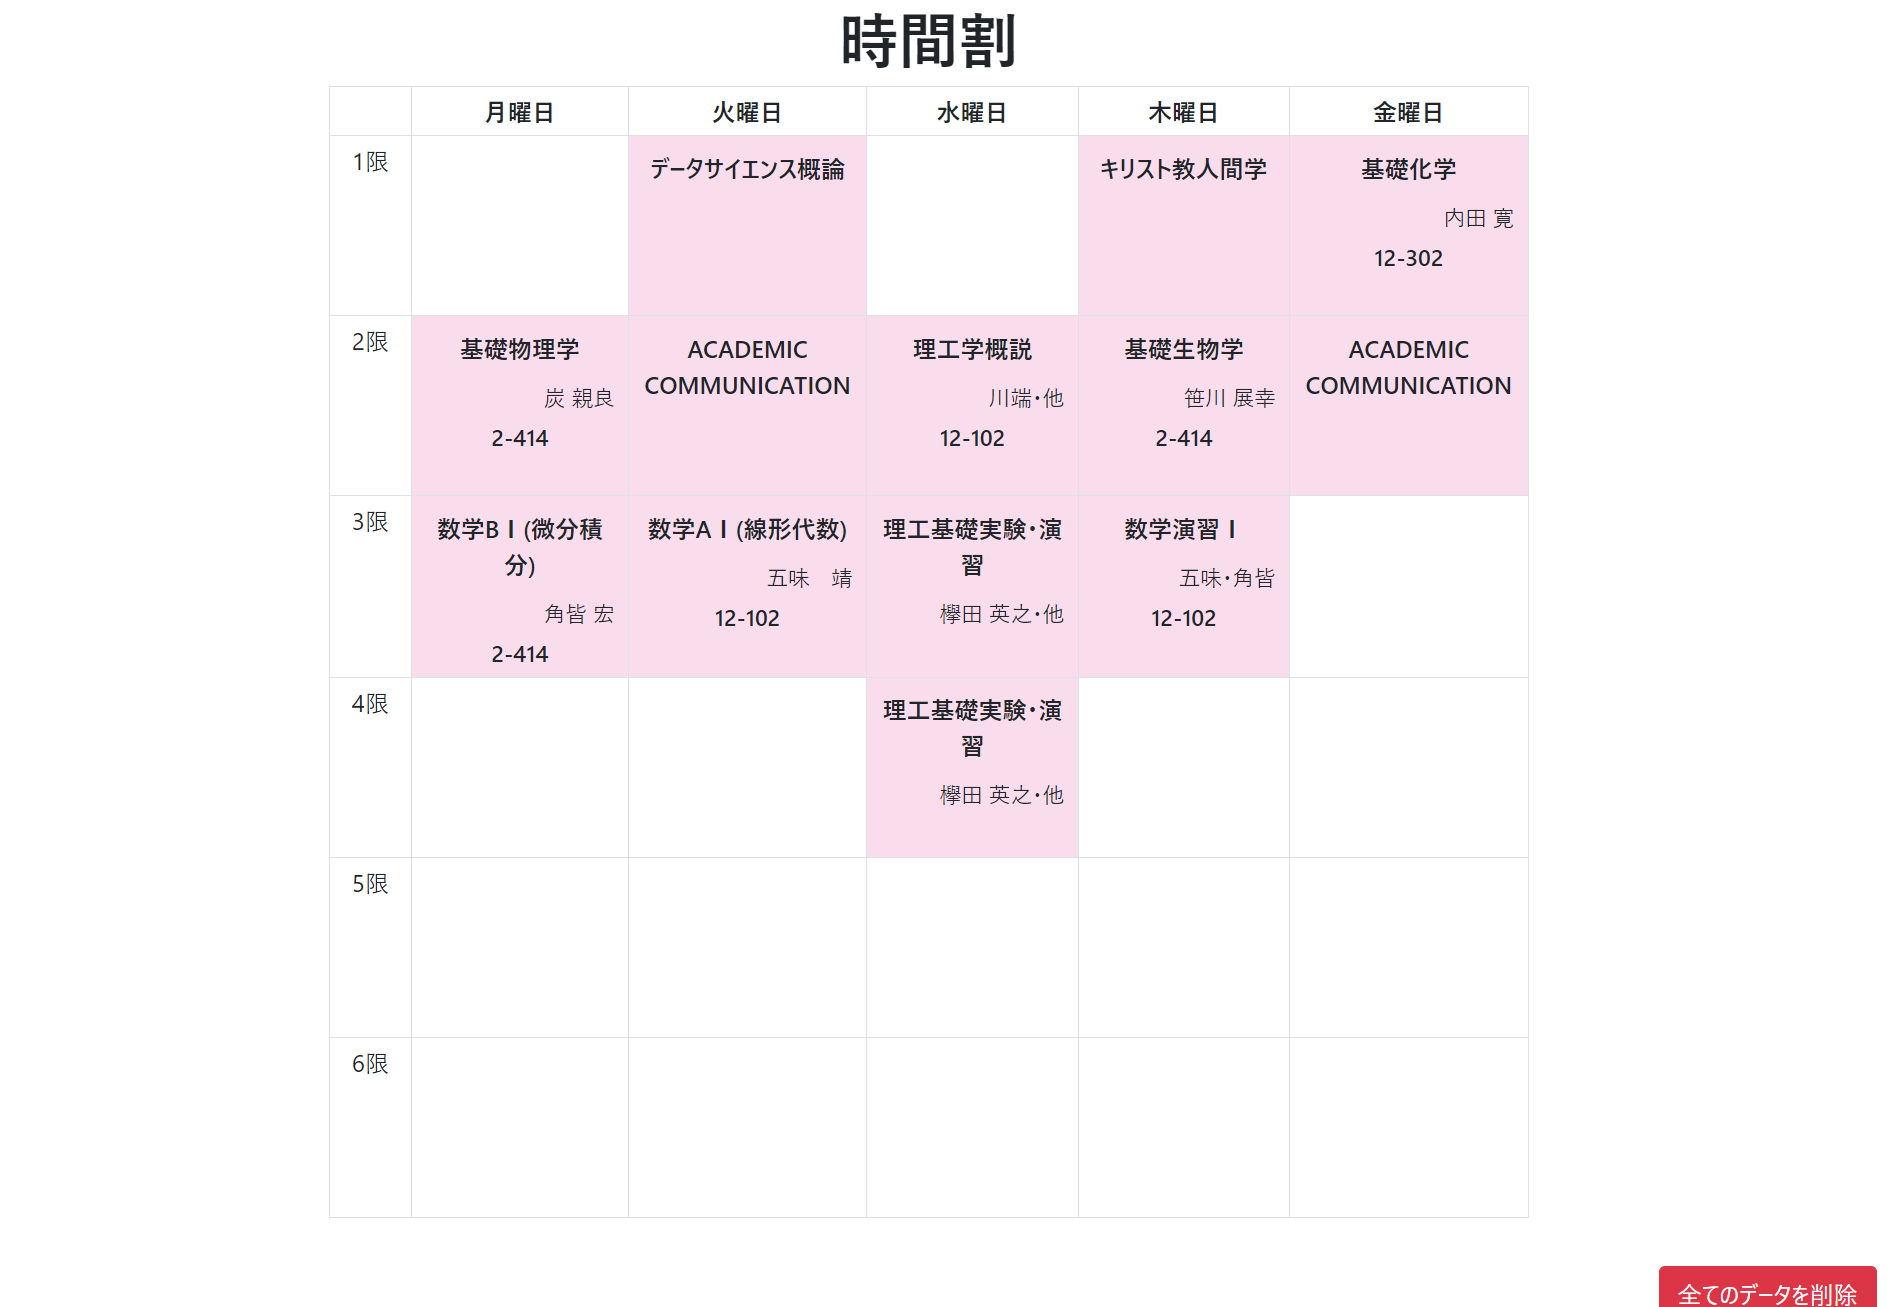 時間割
月曜日 火曜日 水曜日 木曜日 金曜日
1限
データサイエンス概論
キリスト教人間学
基礎化学
内田 寛
12-302
2限
基礎物理学
炭 親良
2-414
ACADEMIC
COMMUNICATION
理工学概説
川端・他
12-102
基礎生物学
笹川 展幸
2-414
ACADEMIC
COMMUNICATION
3限
数学BⅠ(微分積
分)
角皆 宏
2-414
数学AⅠ(線形代数)
五味　靖
12-102
理工基礎実験・演
習
欅田 英之・他
数学演習Ⅰ
五味・角皆
12-102
4限
理工基礎実験・演
習
欅田 英之・他
5限
6限
全てのデータを削除